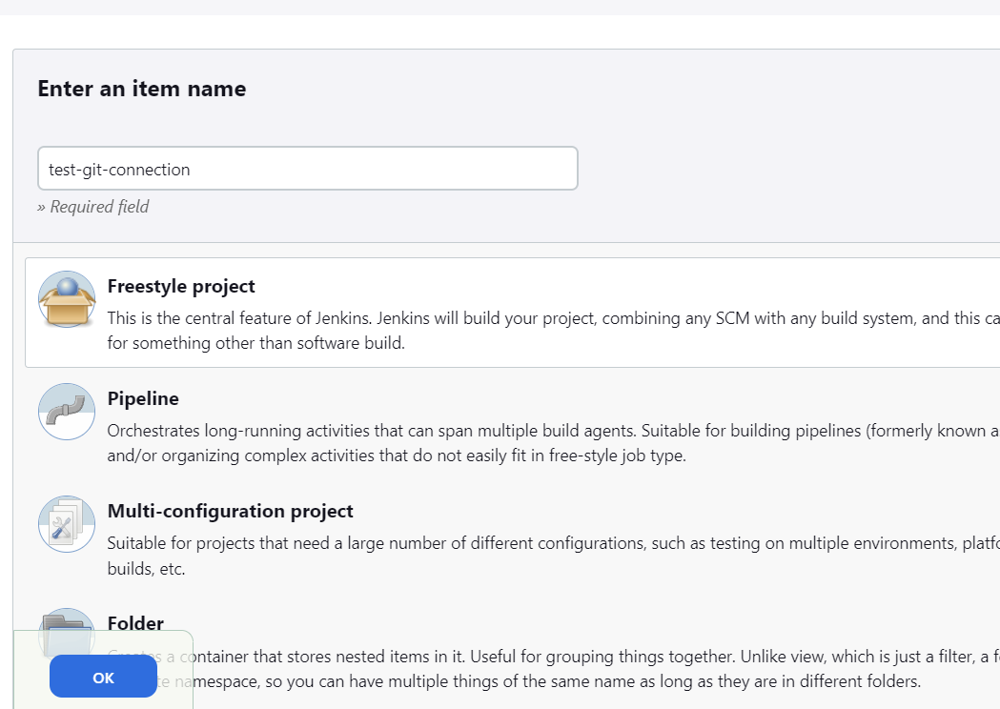 Enter an item name
test-git-connection
» Required field
Freestyle project
This is the central feature of Jenkins. Jenkins will build your project, combining any SCM with any build system, and this ca
for something other than software build.
Pipeline
Orchestrates long-running activities that can span multiple build agents. Suitable for building pipelines (formerly known a
and/or organizing complex activities that do not easily fit in free-style job type.
Multi-configuration project
Suitable for projects that need a large number of different configurations, such as testing on multiple environments, platfo
builds, etc.
Folder
Creates a container that stores nested items in it. Useful for grouping things together. Unlike view, which is just a filter, a f
namespace, so you can have multiple things of the same name as long as they are in different folders.
OK